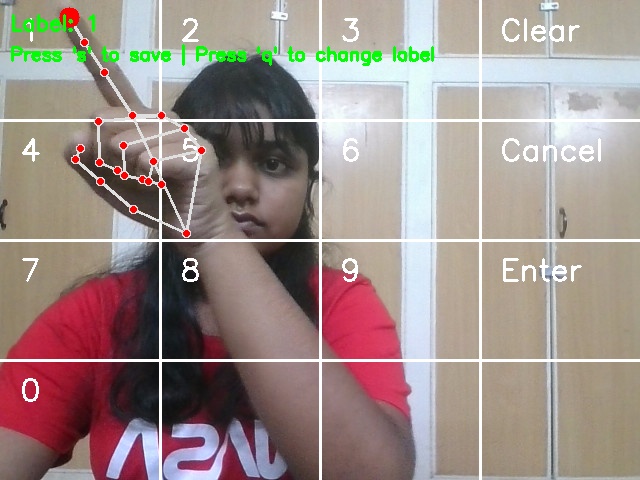 Label: 1
1 2 3 Clear
Press 's' to save | Press 'q' to change label
4 5 6 Cancel
7 8 9 Enter
0
NASA